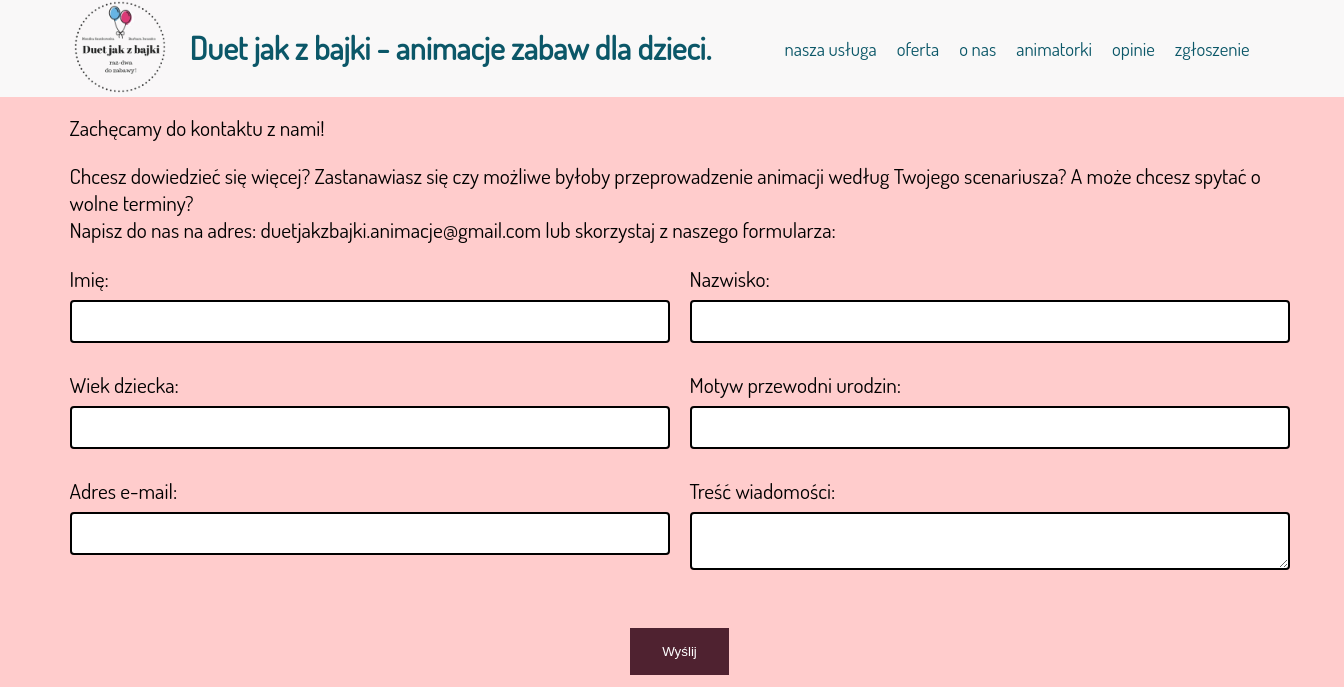 Duet jak z bajki
raz-dwa
do zabawy!
Duet jak z bajki - animacje zabaw dla dzieci.
nasza usługa oferta o nas animatorki opinie zgłoszenie
Zachęcamy do kontaktu z nami!
Chcesz dowiedzieć się więcej? Zastanawiasz się czy możliwe byłoby przeprowadzenie animacji według Twojego scenariusza? A może chcesz spytać o
wolne terminy?
Napisz do nas na adres: duetjakzbajki.animacje@gmail.com lub skorzystaj z naszego formularza:
Imię: Nazwisko:
Wiek dziecka: Motyw przewodni urodzin:
Adres e-mail: Treść wiadomości:
Wyślij